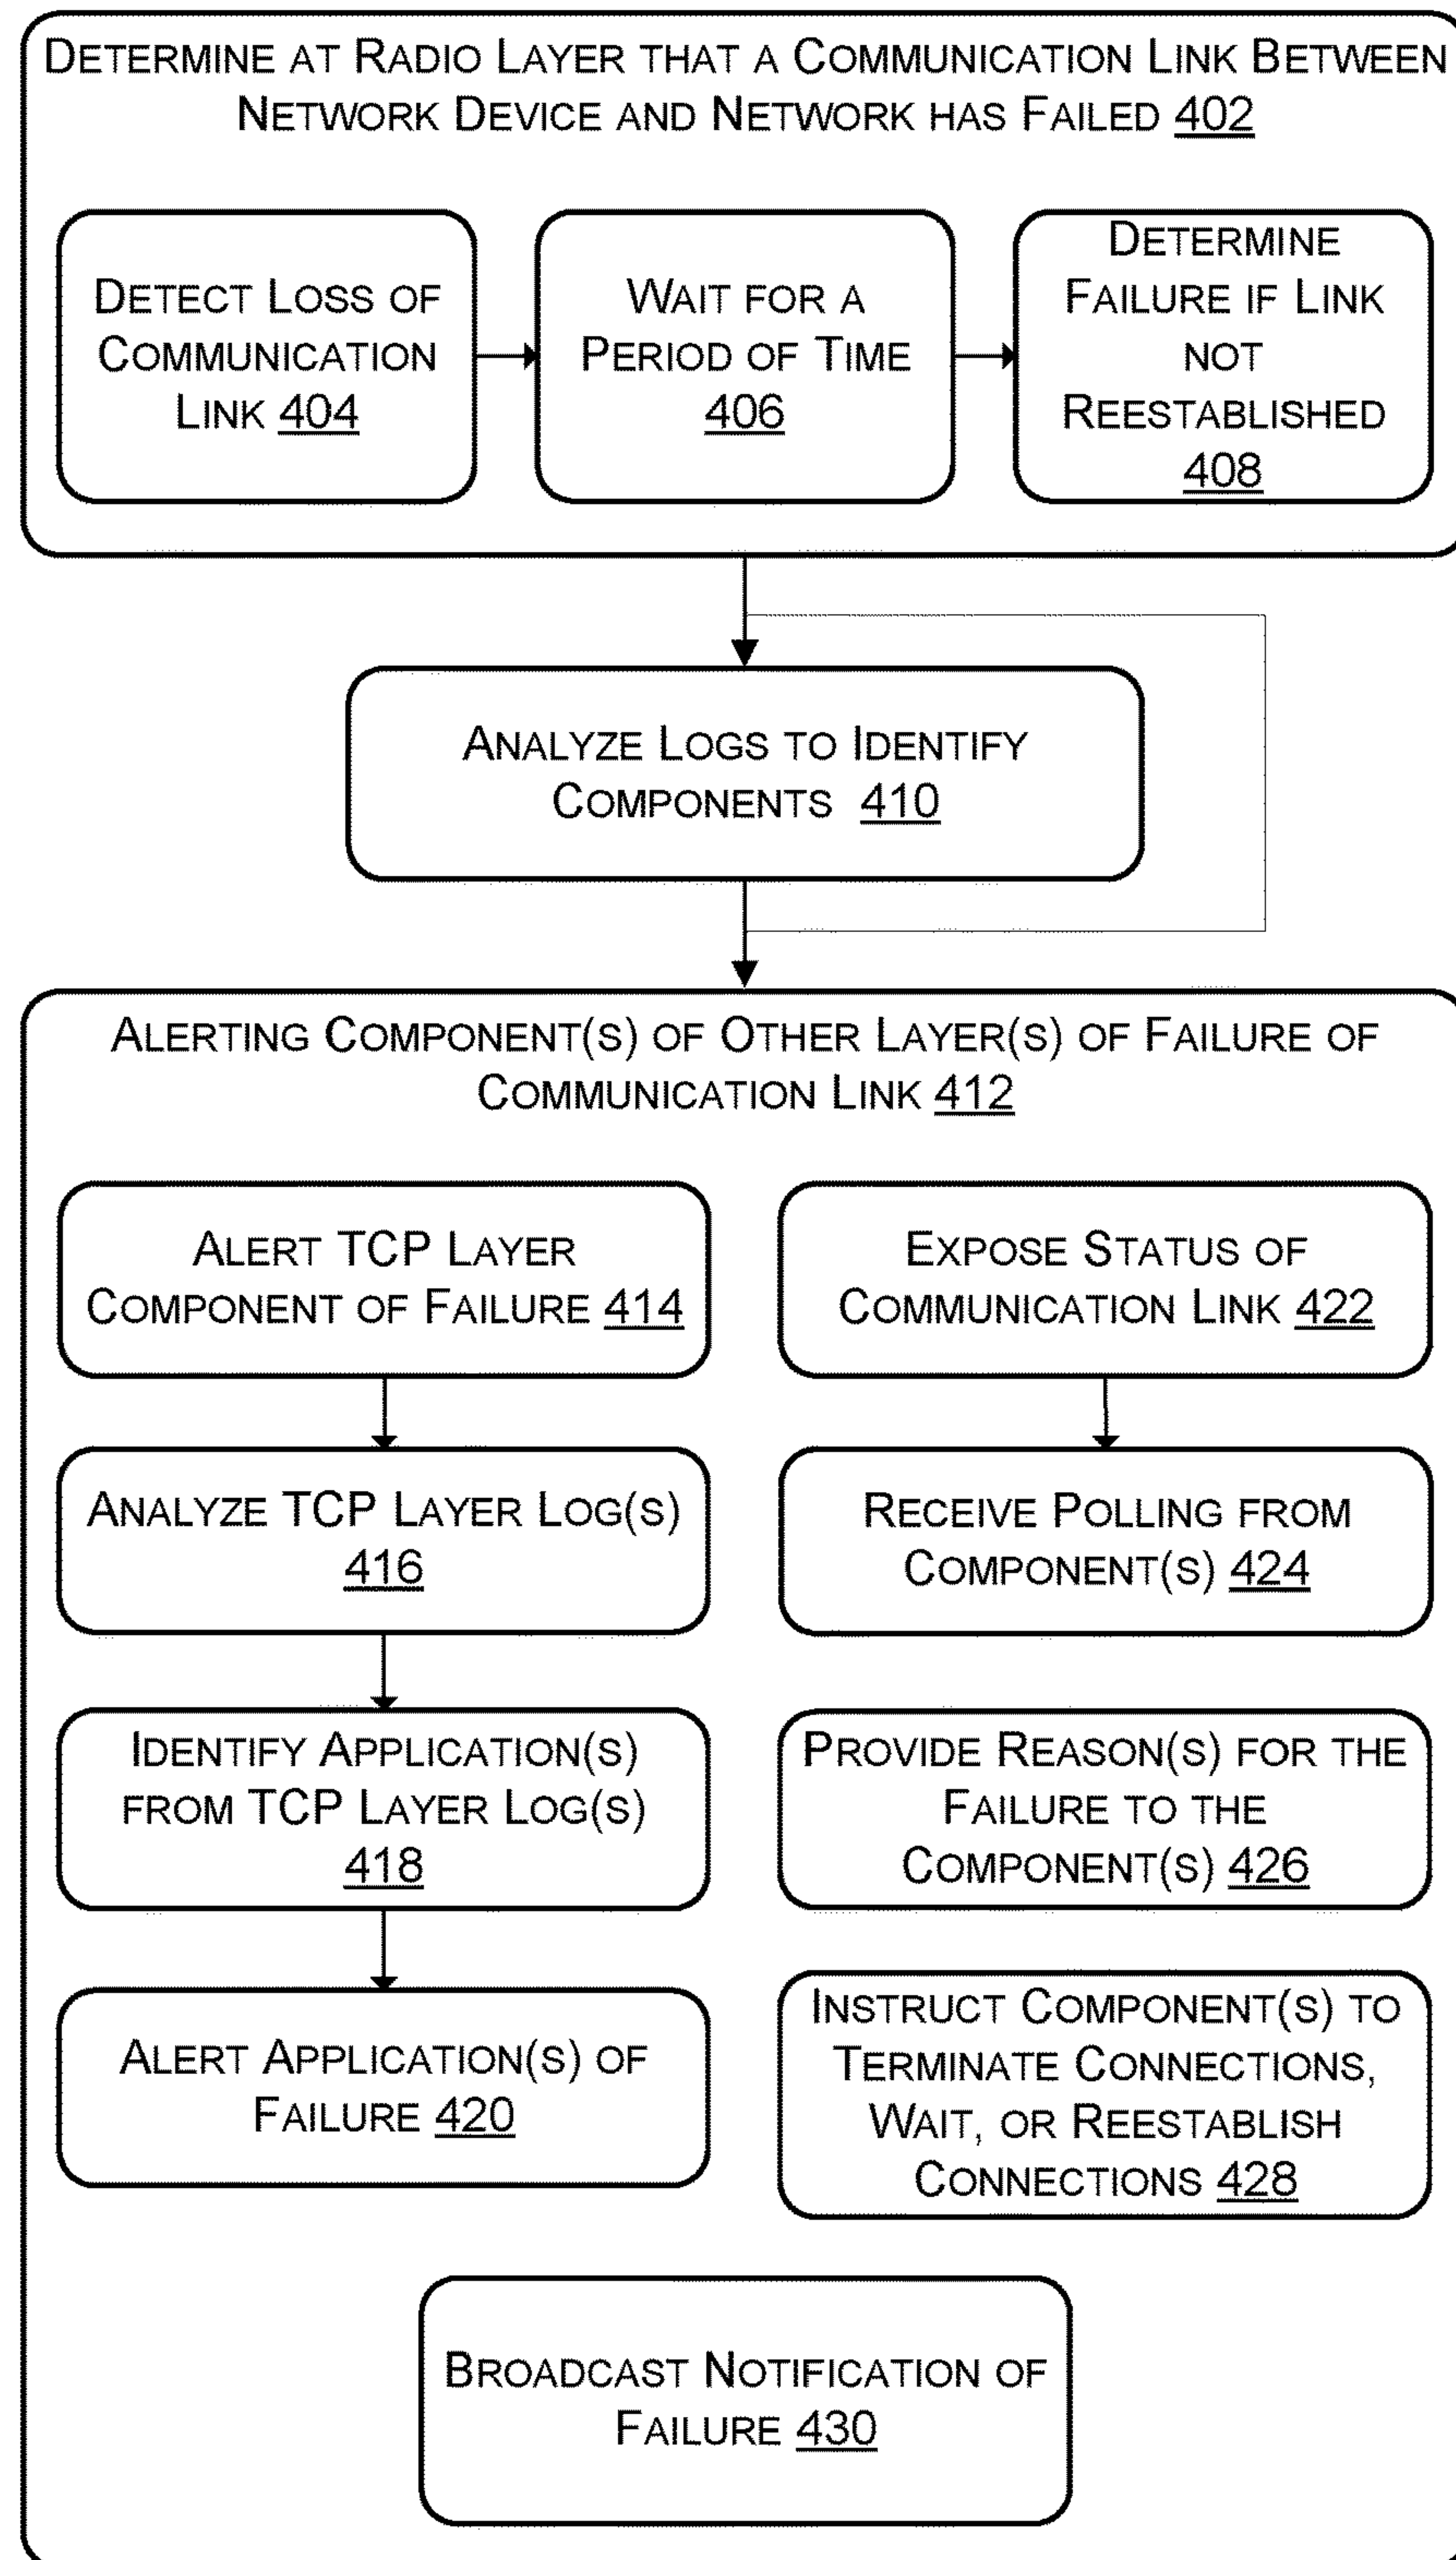 DETERMINE AT RADIO LAYER THAT A COMMUNICATION LINK BETWEEN
NETWORK DEVICE AND NETWORK HAS FAILED 402
DETECT LOSS OF
COMMUNICATION
LINK 404
WAIT FOR A
PERIOD OF TIME
406
DETERMINE
FAILURE IF LINK
NOT
REESTABLISHED
408
ANALYZE LOGS TO IDENTIFY
COMPONENTS 410
ALERTING COMPONENT(S) OF OTHER LAYER(S) OF FAILURE OF
COMMUNICATION LINK 412
ALERT TCP LAYER
COMPONENT OF FAILURE 414
ANALYZE TCP LAYER LOG(S)
416
IDENTIFY APPLICATION(S)
FROM TCP LAYER LOG(S)
418
ALERT APPLICATION(S) OF
FAILURE 420
EXPOSE STATUS OF
COMMUNICATION LINK 422
RECEIVE POLLING FROM
COMPONENT(S) 424
PROVIDE REASON(S) FOR THE
FAILURE TO THE
COMPONENT(S) 426
INSTRUCT COMPONENT(S) TO
TERMINATE CONNECTIONS,
WAIT, OR REESTABLISH
CONNECTIONS 428
BROADCAST NOTIFICATION OF
FAILURE 430